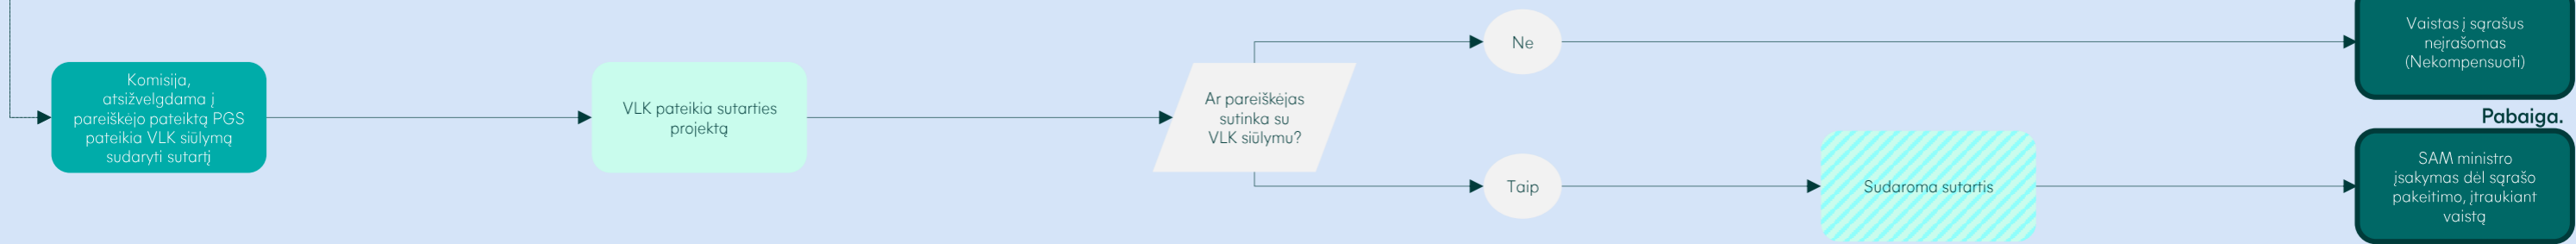 Komisija,
atsižvelgdama į
pareiškėjo pateiktą PGS
pateikia VLK siūlymą
sudaryti sutartį
VLK pateikia sutarties
projektą
Ar pareiškėjas
sutinka su
VLK siūlymu?
Ne
Vaistas į sąrašus
neįrašomas
(Nekompensuoti)
Pabaiga.
Taip
Sudaroma sutartis
SAM ministro
įsakymas dėl sąrašo
pakeitimo, įtraukiant
vaistą